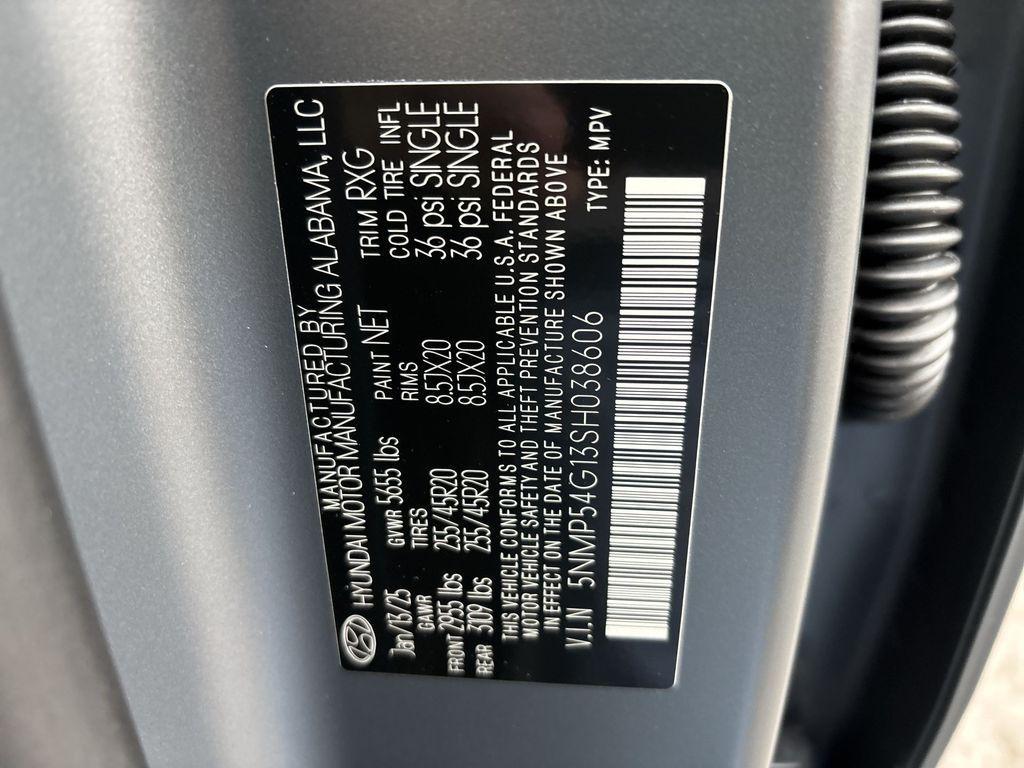 MANUFACTURED BY
HYUNDAI MOTOR MANUFACTURING ALABAMA, LLC
Jan/13/25 GVWR 5655 lbs PAINT NET TRIM RXG
GAWR TIRES RIMS COLD TIRE INFL
FRONT 2955 lbs 255/45R20 8.5JX20 36 psi SINGLE
REAR 3109 lbs 255/45R20 8.5JX20 36 psi SINGLE
THIS VEHICLE CONFORMS TO ALL APPLICABLE U.S.A. FEDERAL
MOTOR VEHICLE SAFETY AND THEFT PREVENTION STANDARDS
IN EFFECT ON THE DATE OF MANUFACTURE SHOWN ABOVE
V.I.N 5NMP54G13SH038606 TYPE: MPV